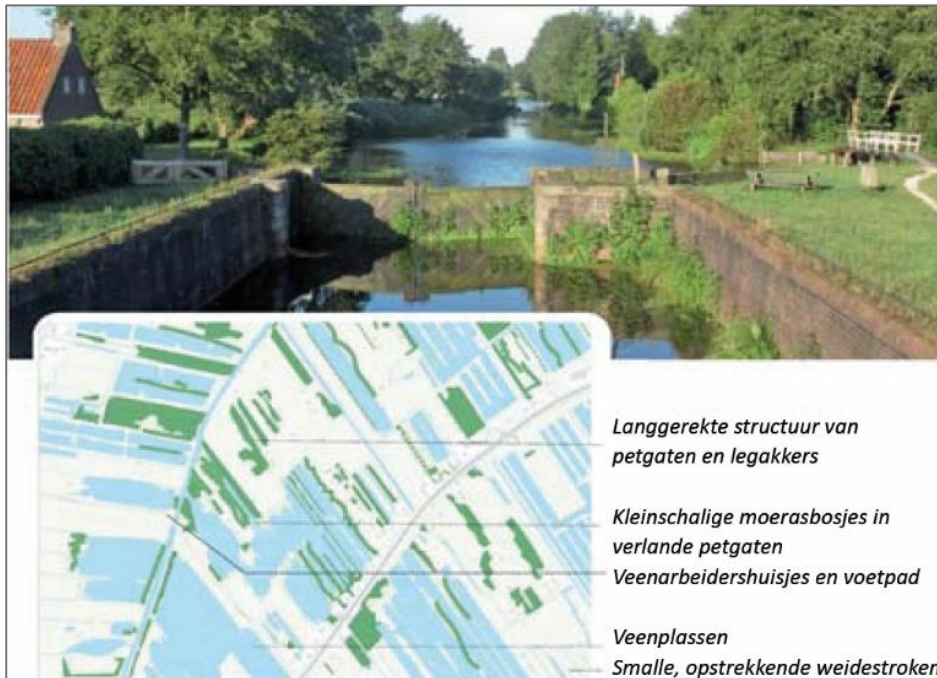 Langgerekte structuur van
petgaten en legakkers
Kleinschalige moerasbosjes in
verlande petgaten
Veenarbeidershuisjes en voetpad
Veenplassen
Smalle, opstrekkende weidestroken